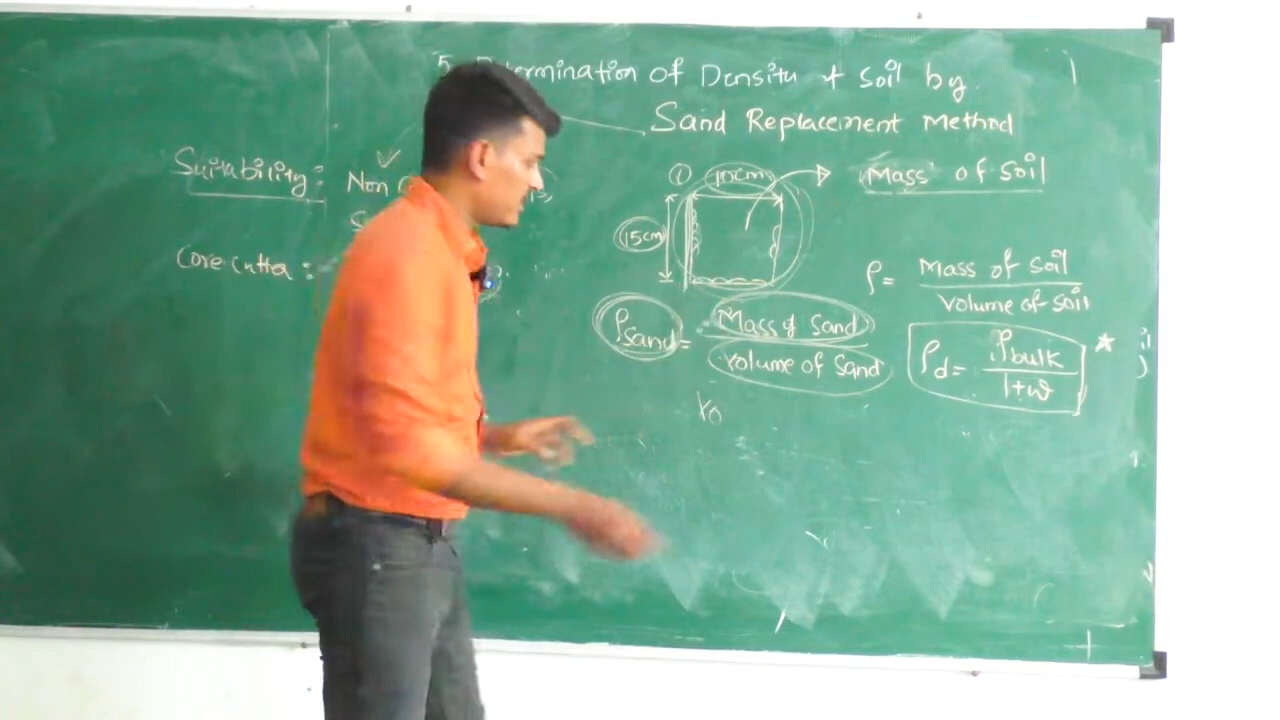 5. Determination of Density of Soil by
Sand Replacement Method
Suitability : Non
Core cutter :
① 10cm
15cm
Mass of Soil
ρ = Mass of Soil / Volume of Soil
ρsand = Mass of Sand / Volume of Sand
ρd = ρbulk / 1+w *